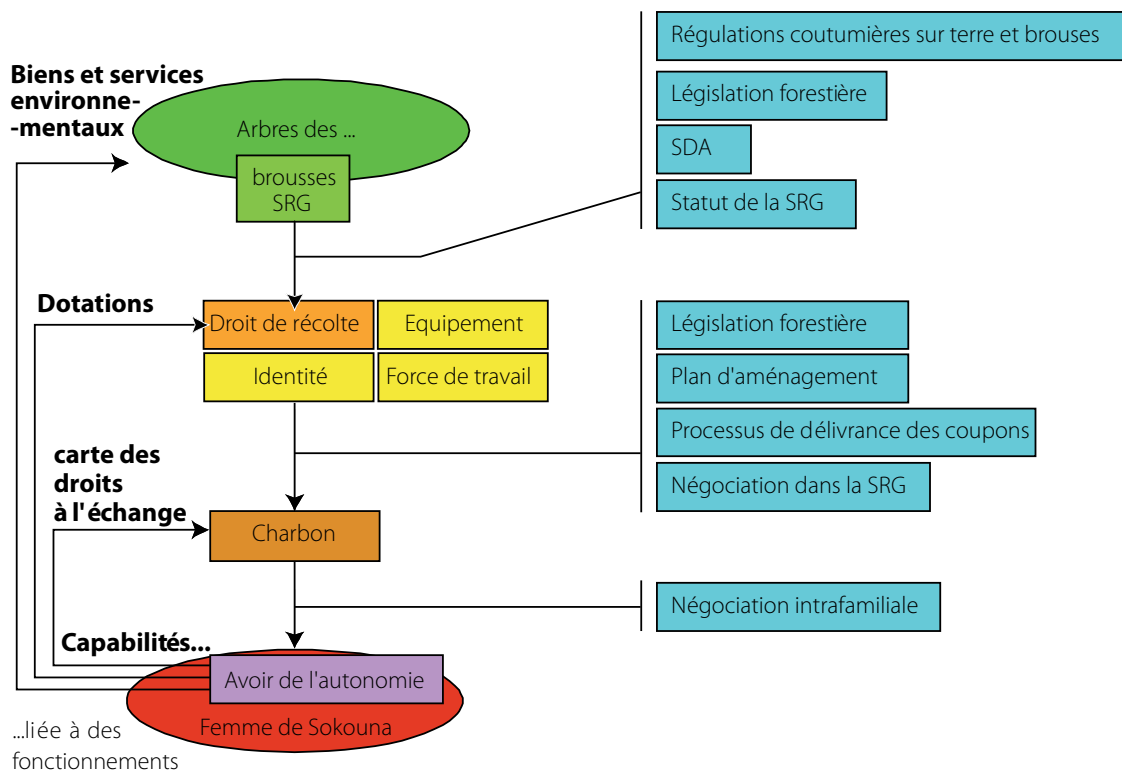 Régulations coutumières sur terre et brouses
Biens et services
environne-
-mentaux
Législation forestière
Arbres des ...
SDA
brousses
SRG
Statut de la SRG
Dotations
Droit de récolte
Equipement
Législation forestière
Identité
Force de travail
Plan d'aménagement
Processus de délivrance des coupons
carte des
droits
à l'échange
Négociation dans la SRG
Charbon
Négociation intrafamiliale
Capabilités...
Avoir de l'autonomie
Femme de Sokouna
...liée à des
fonctionnements